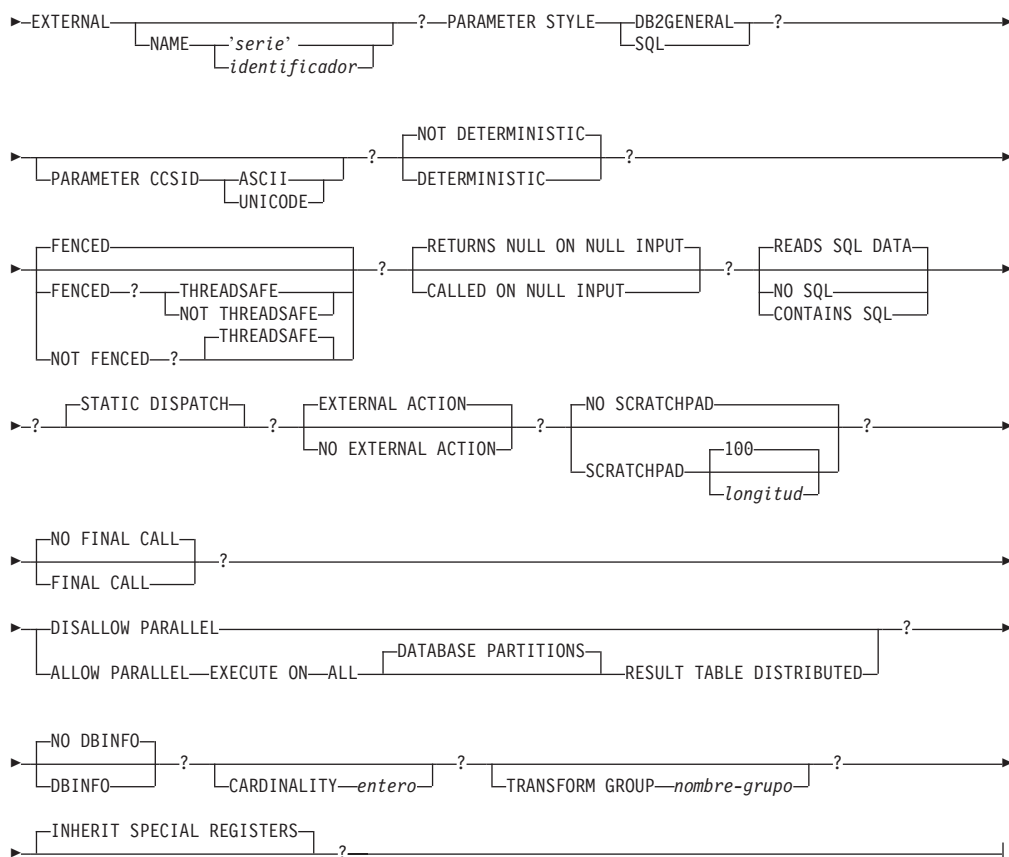 EXTERNAL ? PARAMETER STYLE DB2GENERAL ?
NAME 'serie' SQL
identificador
NOT DETERMINISTIC
? ?
PARAMETER CCSID ASCII DETERMINISTIC
UNICODE
FENCED RETURNS NULL ON NULL INPUT READS SQL DATA
? ?
FENCED ? THREADSAFE CALLED ON NULL INPUT NO SQL
NOT THREADSAFE CONTAINS SQL
THREADSAFE
NOT FENCED ?
STATIC DISPATCH EXTERNAL ACTION NO SCRATCHPAD
? ? ? ?
NO EXTERNAL ACTION 100
SCRATCHPAD
longitud
NO FINAL CALL
?
FINAL CALL
DISALLOW PARALLEL ?
DATABASE PARTITIONS
ALLOW PARALLEL EXECUTE ON ALL RESULT TABLE DISTRIBUTED
NO DBINFO
? ? ?
DBINFO CARDINALITY entero TRANSFORM GROUP nombre-grupo
INHERIT SPECIAL REGISTERS
?